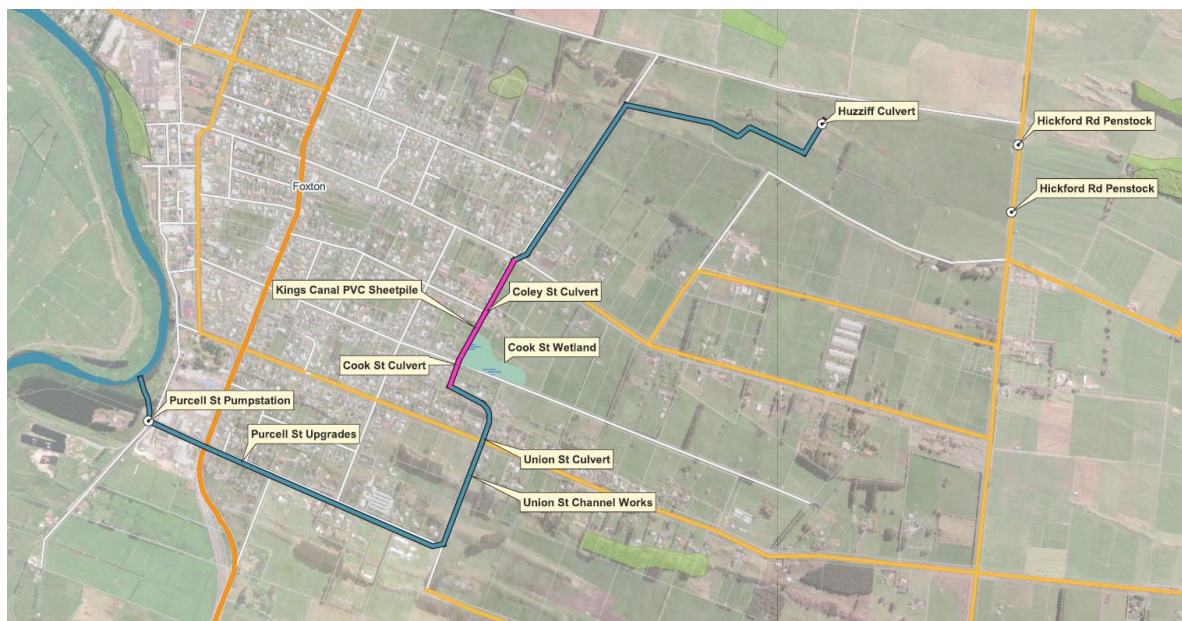 Huzziff Culvert
Hickford Rd Penstock
Foxton
Hickford Rd Penstock
Kings Canal PVC Sheetpile
Coley St Culvert
Cook St Wetland
Cook St Culvert
Purcell St Pumpstation
Purcell St Upgrades
Union St Culvert
Union St Channel Works